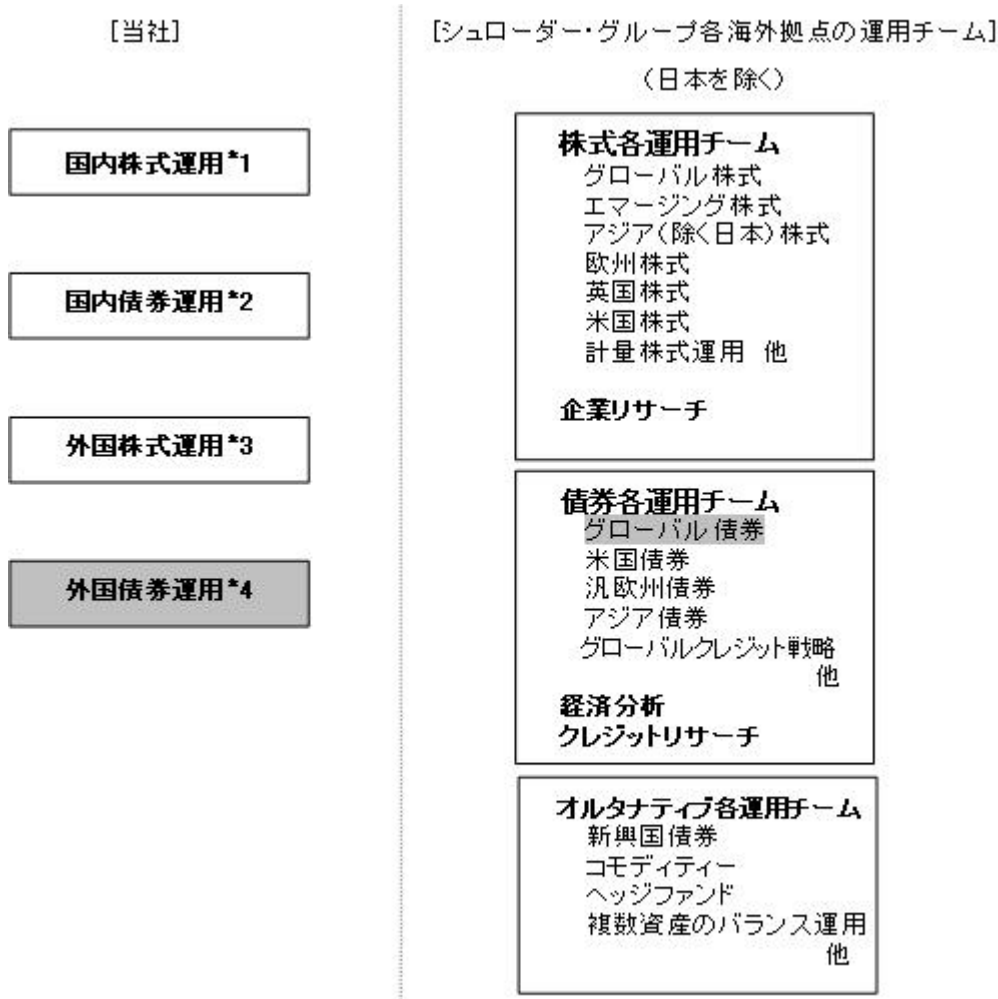 [当社]
国内株式運用*1
国内債券運用*2
外国株式運用*3
外国債券運用*4
[シュローダー・グループ各海外拠点の運用チーム]
（日本を除く）
株式各運用チーム
グローバル株式
エマージング株式
アジア（除く日本）株式
欧州株式
英国株式
米国株式
計量株式運用 他
企業リサーチ
債券各運用チーム
グローバル債券
米国債券
汎欧州債券
アジア債券
グローバルクレジット戦略
他
経済分析
クレジットリサーチ
オルタナティブ各運用チーム
新興国債券
コモディティー
ヘッジファンド
複数資産のバランス運用
他